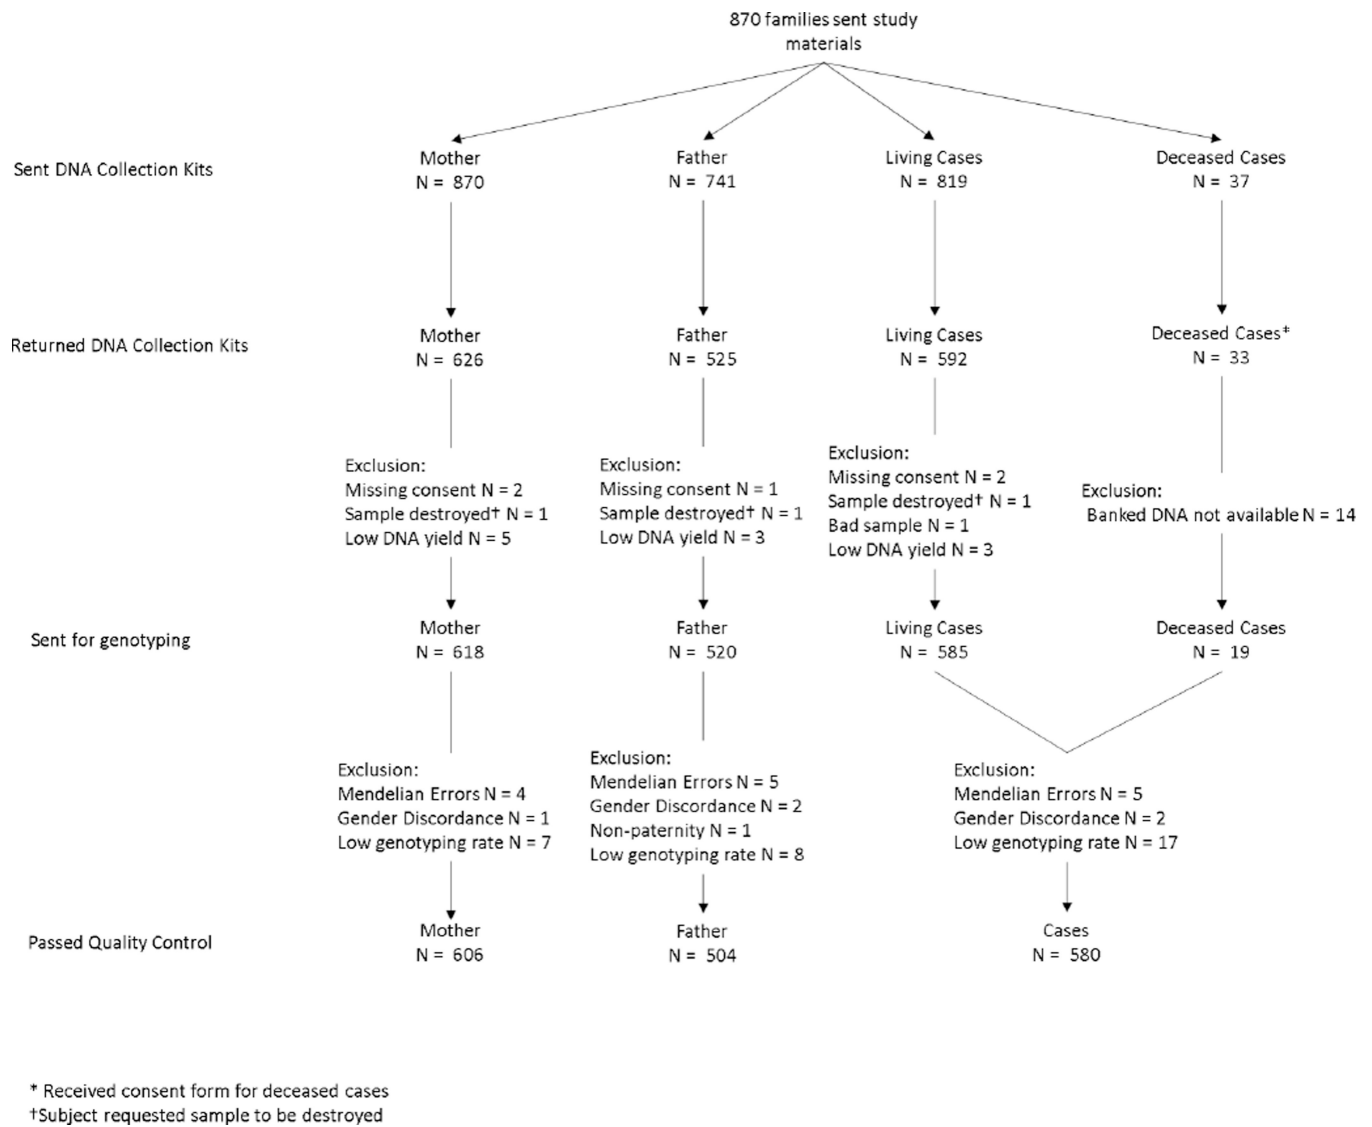 870 families sent study
materials
Sent DNA Collection Kits
Mother
N = 870
Father
N = 741
Living Cases
N = 819
Deceased Cases
N = 37
Returned DNA Collection Kits
Mother
N = 626
Father
N = 525
Living Cases
N = 592
Deceased Cases*
N = 33
Exclusion:
Missing consent N = 2
Sample destroyed† N = 1
Low DNA yield N = 5
Exclusion:
Missing consent N = 1
Sample destroyed† N = 1
Low DNA yield N = 3
Exclusion:
Missing consent N = 2
Sample destroyed† N = 1
Bad sample N = 1
Low DNA yield N = 3
Exclusion:
Banked DNA not available N = 14
Sent for genotyping
Mother
N = 618
Father
N = 520
Living Cases
N = 585
Deceased Cases
N = 19
Exclusion:
Mendelian Errors N = 4
Gender Discordance N = 1
Low genotyping rate N = 7
Exclusion:
Mendelian Errors N = 5
Gender Discordance N = 2
Non-paternity N = 1
Low genotyping rate N = 8
Exclusion:
Mendelian Errors N = 5
Gender Discordance N = 2
Low genotyping rate N = 17
Passed Quality Control
Mother
N = 606
Father
N = 504
Cases
N = 580
* Received consent form for deceased cases
†Subject requested sample to be destroyed